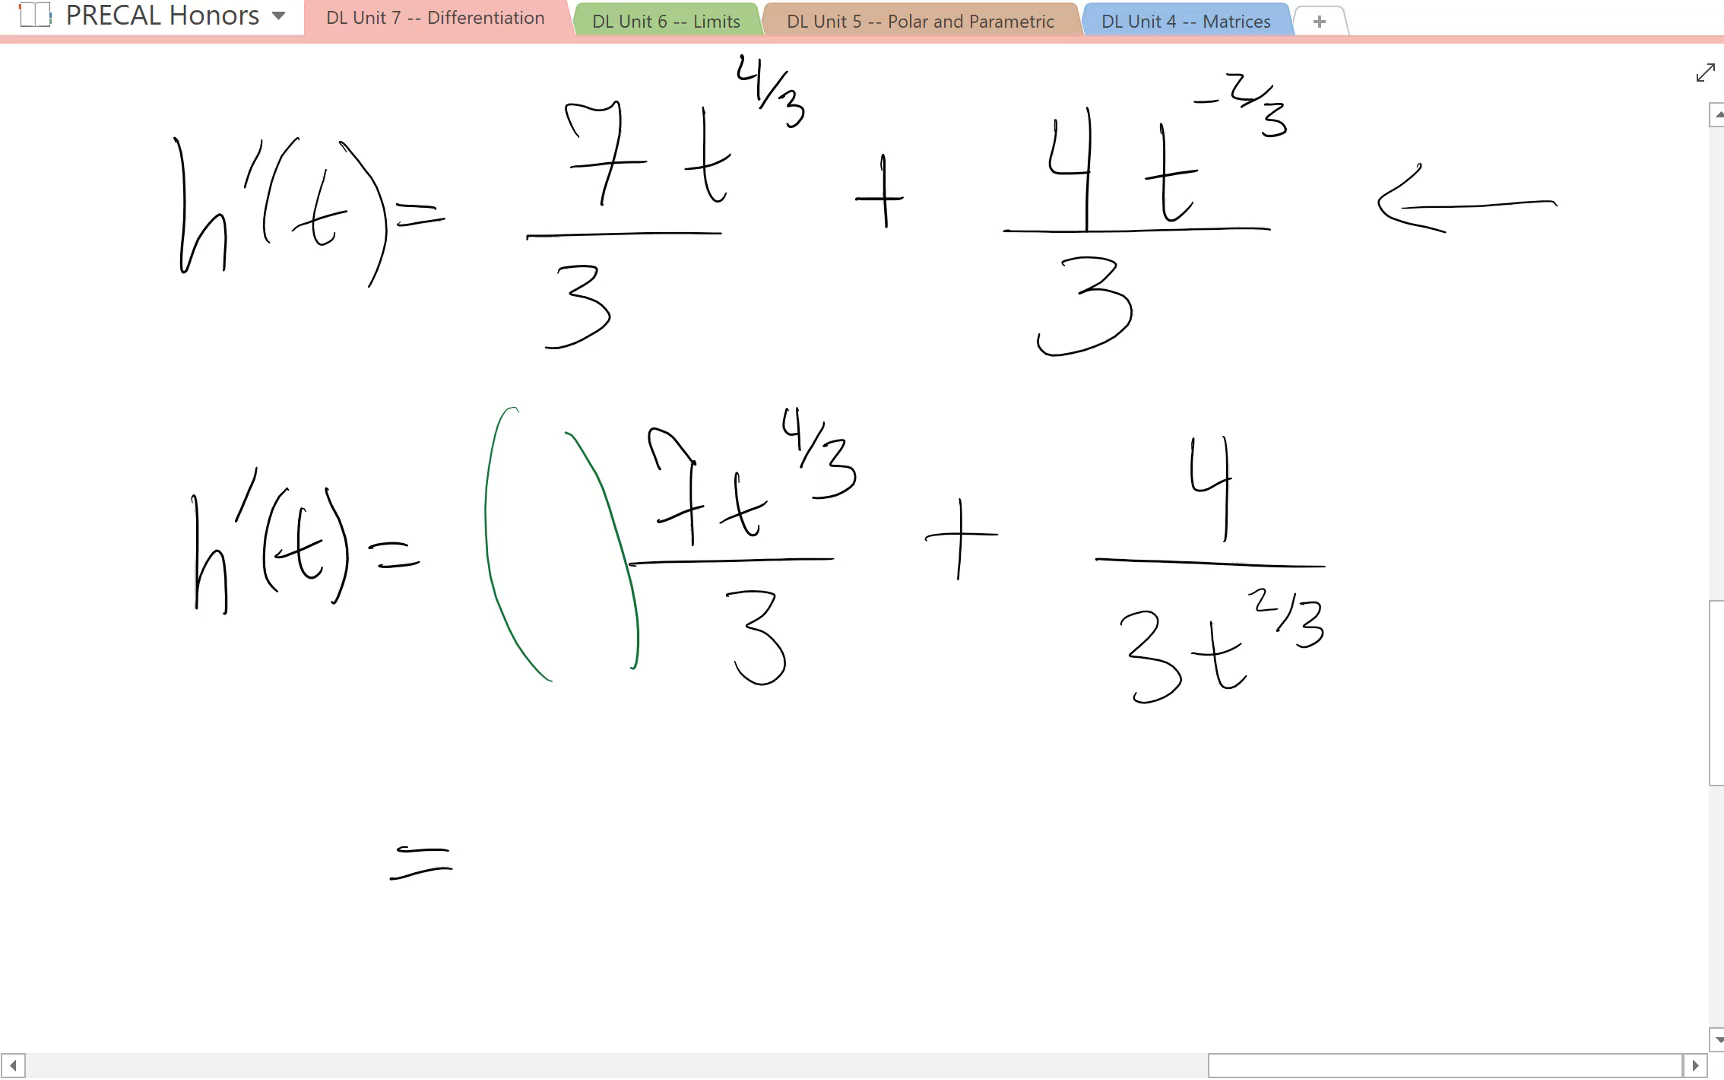 PRECAL Honors DL Unit 7 -- Differentiation DL Unit 6 -- Limits DL Unit 5 -- Polar and Parametric DL Unit 4 -- Matrices +
h'(t) = 7t^{4/3}/3 + 4t^{-2/3}/3 ←
h'(t) = ( ) 7t^{4/3}/3 + 4/3t^{2/3}
=